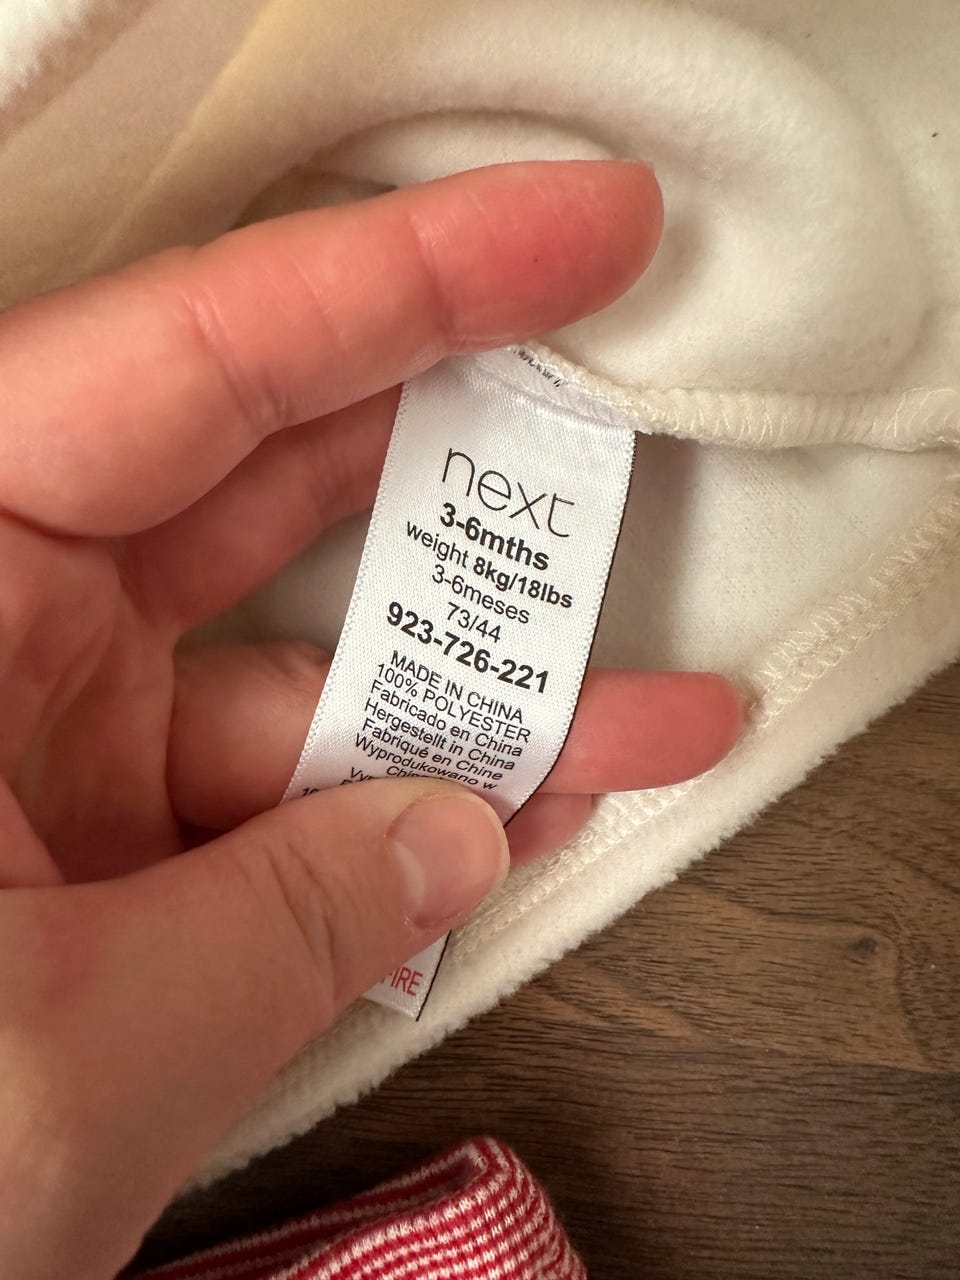 next
3-6mths
weight 8kg/18lbs
3-6meses
73/44
923-726-221
MADE IN CHINA
100% POLYESTER
Fabricado en China
Hergestellt in China
Fabriqué en Chine
Wyprodukowano w
FIRE